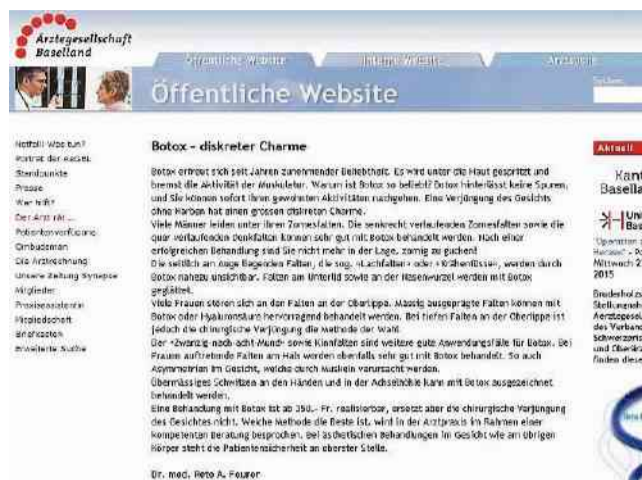 Ärztegesellschaft
Baselland
Öffentliche Website
Interne Website
Öffentliche Website
Notfall! Was tun?
Porträt der
Standpunkte
Presse
Wer hilft?
Der Arzt rät ...
Patientenverfügung
Ombudsman
Die Arztrechnung
Unsere Zeitung Synapse
Mitglieder
Praxisassistentin
Mitgliedschaft
Briefkasten
Erweiterte Suche
Botox - diskreter Charme
Botox erfreut sich seit Jahren zunehmender Beliebtheit. Es wird unter die Haut gespritzt und
bremst die Aktivität der Muskulatur. Warum ist Botox so beliebt? Botox hinterlässt keine Spuren,
und Sie können sofort Ihren gewohnten Aktivitäten nachgehen. Eine Verjüngung des Gesichts
ohne Narben hat einen grossen diskreten Charme.
Viele Männer leiden unter ihren Zornesfalten. Die senkrecht verlaufenden Zornesfalten sowie die
quer verlaufenden Denkfalten können sehr gut mit Botox behandelt werden. Nach einer
erfolgreichen Behandlung sind Sie nicht mehr in der Lage, zornig zu gucken!
Die seitlich am Auge liegenden Falten, die sog. «Lachfalten» oder «Krähenfüsse», werden durch
Botox nahezu unsichtbar. Falten am Unterlid sowie an der Nasenwurzel werden mit Botox
geglättet.
Viele Frauen stören sich an den Falten an der Oberlippe. Mässig ausgeprägte Falten können mit
Botox oder Hyaluronsäure hervorragend behandelt werden. Bei tiefen Falten an der Oberlippe ist
jedoch die chirurgische Verjüngung die Methode der Wahl.
Der «Zwanzig-nach-acht-Mund» sowie Kinnfalten sind weitere gute Anwendungsfälle für Botox. Bei
Frauen auftretende Falten am Hals werden ebenfalls sehr gut mit Botox behandelt. So auch
Asymmetrien im Gesicht, welche durch Muskeln verursacht werden.
Übermässiges Schwitzen an den Händen und in der Achselhöhle kann mit Botox ausgezeichnet
behandelt werden.
Eine Behandlung mit Botox ist ab 350.- Fr. realisierbar, ersetzt aber die chirurgische Verjüngung
des Gesichtes nicht. Welche Methode die Beste ist, wird in der Arztpraxis im Rahmen einer
kompetenten Beratung besprochen. Bei ästhetischen Behandlungen im Gesicht wie am übrigen
Körper steht die Patientensicherheit an oberster Stelle.
Dr. med. Reto A.
Aktuell
Kant
Basella
Uni
Bas
Mittwoch 2
2015
Stellungnah
des Verband
finden diese